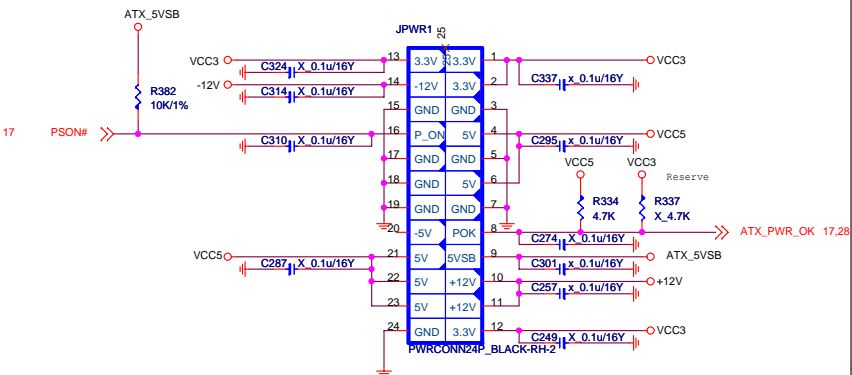 ATX_5VSB
JPWR1
25
25
VCC3
C324
X_0.1u/16Y
13
3.3V
3.3V
1
VCC3
-12V
C314
X_0.1u/16Y
14
-12V
3.3V
2
C337
x_0.1u/16Y
R382
10K/1%
15
GND
GND
3
17
PSON#
16
P_ON
5V
4
VCC5
C310
X_0.1u/16Y
C295
x_0.1u/16Y
17
GND
GND
5
VCC5
VCC3
Reserve
18
GND
5V
6
R334
4.7K
R337
X_4.7K
19
GND
GND
7
20
-5V
POK
8
ATX_PWR_OK 17,28
C274
X_0.1u/16Y
VCC5
21
5V
5VSB
9
ATX_5VSB
C287
X_0.1u/16Y
C301
x_0.1u/16Y
22
5V
+12V
10
+12V
C257
x_0.1u/16Y
23
5V
+12V
11
24
GND
3.3V
12
VCC3
C249
X_0.1u/16Y
PWRCONN24P_BLACK-RH-2